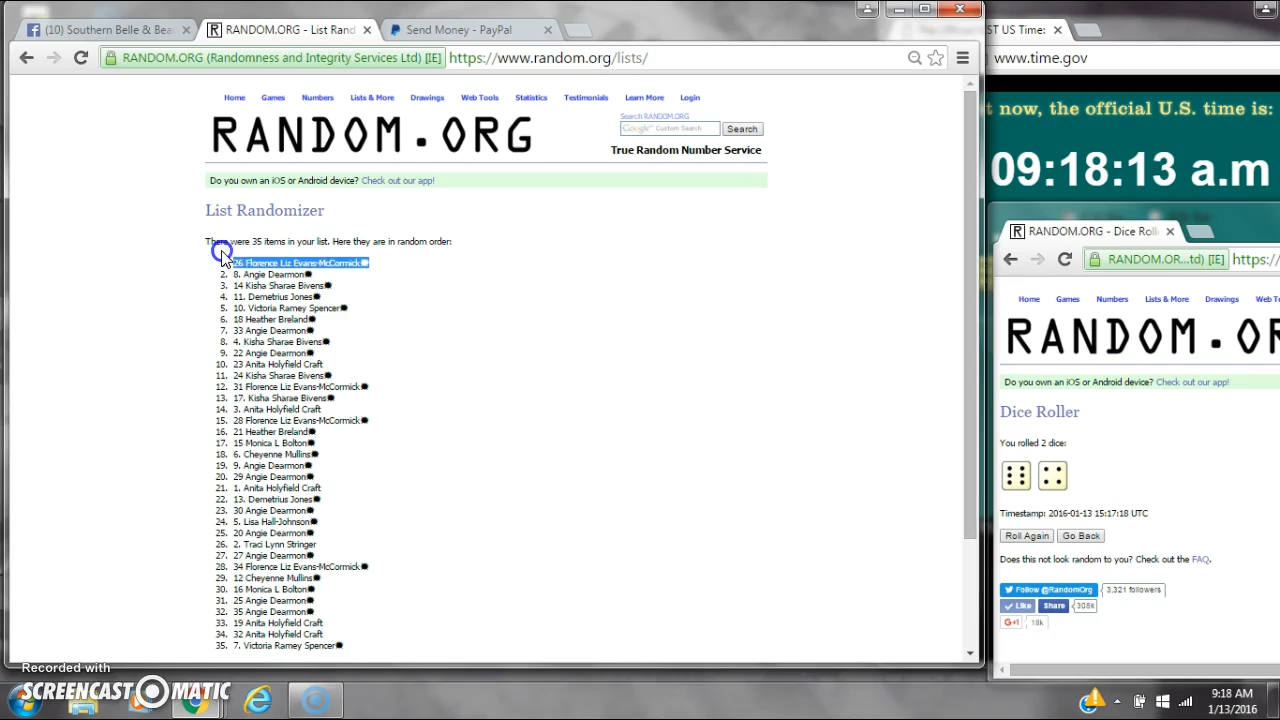 (10) Southern Belle & Bea
RANDOM.ORG - List Rand
Send Money - PayPal
ST US Time:
RANDOM.ORG (Randomness and Integrity Services Ltd) [IE]
https://www.random.org/lists/
www.time.gov
Home Games Numbers Lists & More Drawings Web Tools Statistics Testimonials Learn More Login
Search RANDOM.ORG
Google™ Custom Search
Search
RANDOM.ORG
True Random Number Service
Do you own an iOS or Android device? Check out our app!
List Randomizer
There were 35 items in your list. Here they are in random order:
26 Florence Liz Evans-McCormick
2. 8. Angie Dearmon
3. 14 Kisha Sharae Bivens
4. 11. Demetrius Jones
5. 10. Victoria Ramey Spencer
6. 18 Heather Breland
7. 33 Angie Dearmon
8. 4. Kisha Sharae Bivens
9. 22 Angie Dearmon
10. 23 Anita Holyfield Craft
11. 24 Kisha Sharae Bivens
12. 31 Florence Liz Evans-McCormick
13. 17. Kisha Sharae Bivens
14. 3. Anita Holyfield Craft
15. 28 Florence Liz Evans-McCormick
16. 21 Heather Breland
17. 15 Monica L Bolton
18. 6. Cheyenne Mullins
19. 9. Angie Dearmon
20. 29 Angie Dearmon
21. 1. Anita Holyfield Craft
22. 13. Demetrius Jones
23. 30 Angie Dearmon
24. 5. Lisa Hall-Johnson
25. 20 Angie Dearmon
26. 2. Traci Lynn Stringer
27. 27 Angie Dearmon
28. 34 Florence Liz Evans-McCormick
29. 12 Cheyenne Mullins
30. 16 Monica L Bolton
31. 25 Angie Dearmon
32. 35 Angie Dearmon
33. 19 Anita Holyfield Craft
34. 32 Anita Holyfield Craft
35. 7. Victoria Ramey Spencer
t now, the official U.S. time is:
09:18:13 a.m
RANDOM.ORG - Dice Roll
RANDOM.OR...td) [IE]
https:/
Home Games Numbers Lists & More Drawings Web To
RANDOM.OR
Do you own an iOS or Android device? Check out our app!
Dice Roller
You rolled 2 dice:
Timestamp: 2016-01-13 15:17:18 UTC
Roll Again Go Back
Does this not look random to you? Check out the FAQ.
Follow @RandomOrg 3,321 followers
Like Share 308k
G+1 18k
Recorded with
SCREENCAST-O-MATIC
9:18 AM
1/13/2016